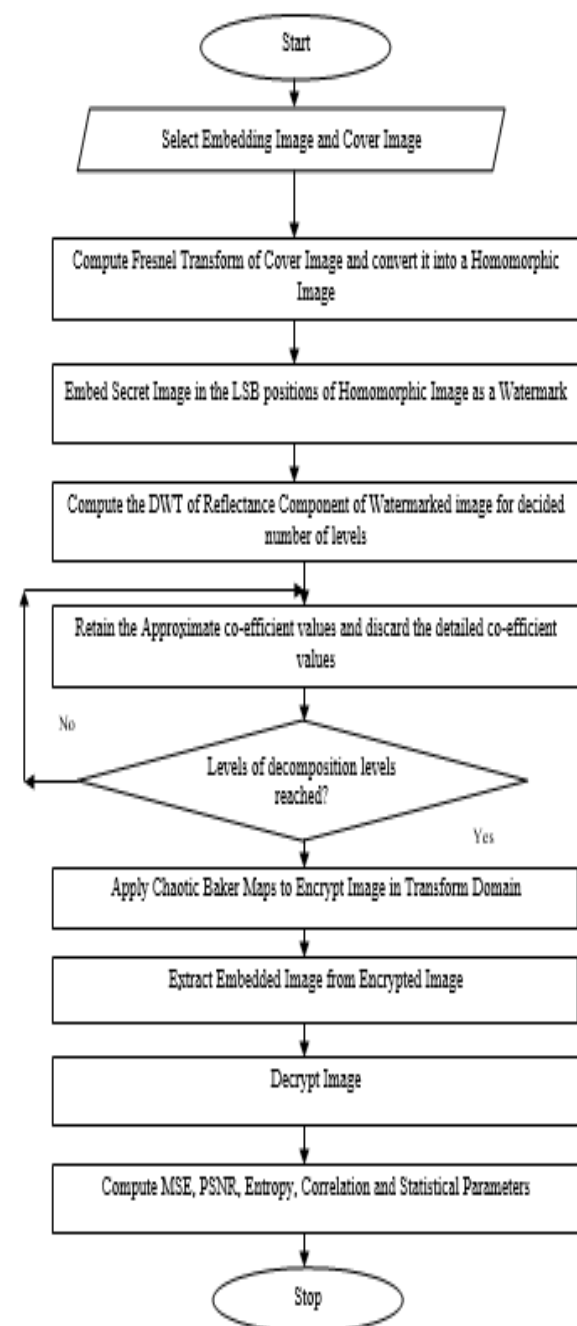 Start
Select Embedding Image and Cover Image
Compute Fresnel Transform of Cover Image and convert it into a Homomorphic
Image
Embed Secret Image in the LSB positions of Homomorphic Image as a Watermark
Compute the DWT of Reflectance Component of Watermarked image for decided
number of levels
Retain the Approximate co-efficient values and discard the detailed co-efficient
values
No
Levels of decomposition levels
reached?
Yes
Apply Chaotic Baker Maps to Encrypt Image in Transform Domain
Extract Embedded Image from Encrypted Image
Decrypt Image
Compute MSE, PSNR, Entropy, Correlation and Statistical Parameters
Stop